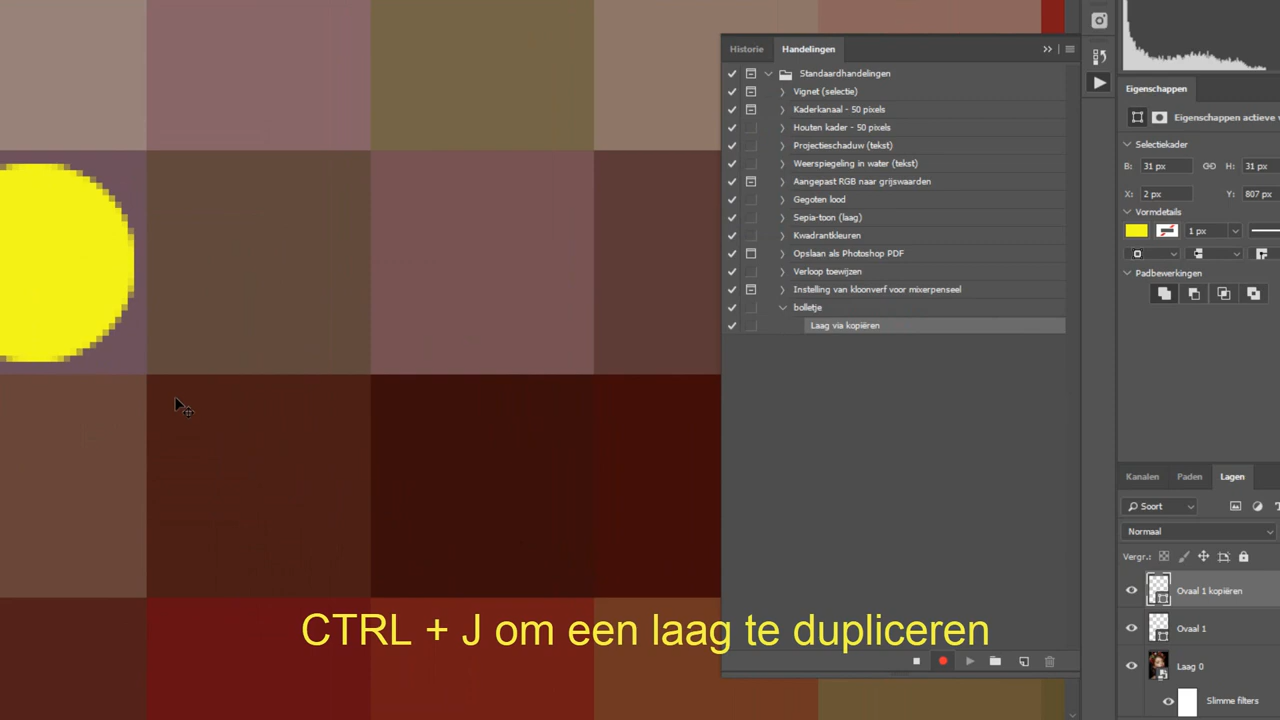 Historie Handelingen
Standaardhandelingen
Vignet (selectie)
Kaderkanaal - 50 pixels
Houten kader - 50 pixels
Projectieschaduw (tekst)
Weerspiegeling in water (tekst)
Aangepast RGB naar grijswaarden
Gegoten lood
Sepia-toon (laag)
Kwadrantkleuren
Opslaan als Photoshop PDF
Verloop toewijzen
Instelling van kloonverf voor mixerpenseel
bolletje
Laag via kopiëren
Eigenschappen
Eigenschappen actieve
Selectiekader
B: 31 px H: 31 px
X: 2 px Y: 807 px
Vormdetails
1 px
Padbewerkingen
Kanalen Paden Lagen
Soort
Normaal
Vergr.:
Ovaal 1 kopiëren
Ovaal 1
Laag 0
Slimme filters
CTRL + J om een laag te dupliceren